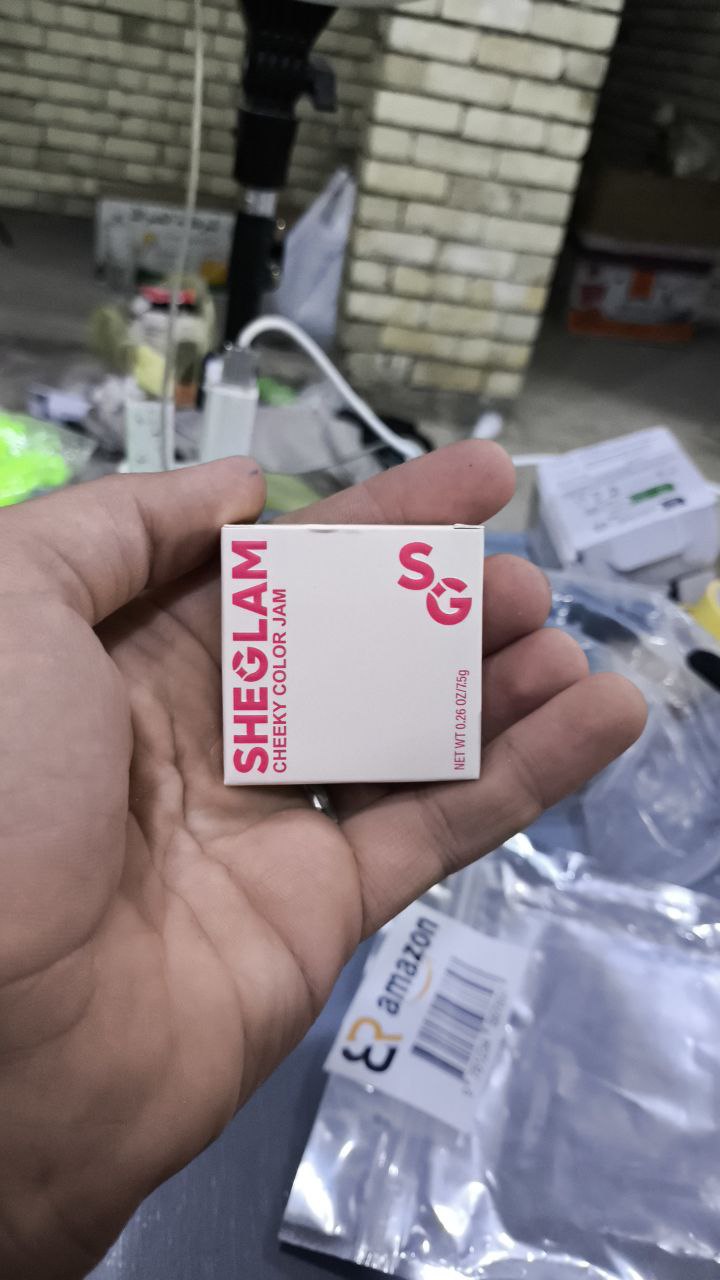 SHEGLAM
CHEEKY COLOR JAM
SG
NET WT 0.26 OZ/7.5g
amazon